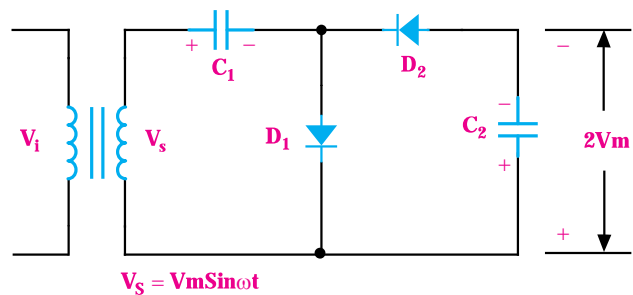 + −
C1
D2
Vi
Vs
D1
−
C2
+
−
2Vm
+
VS = VmSinωt